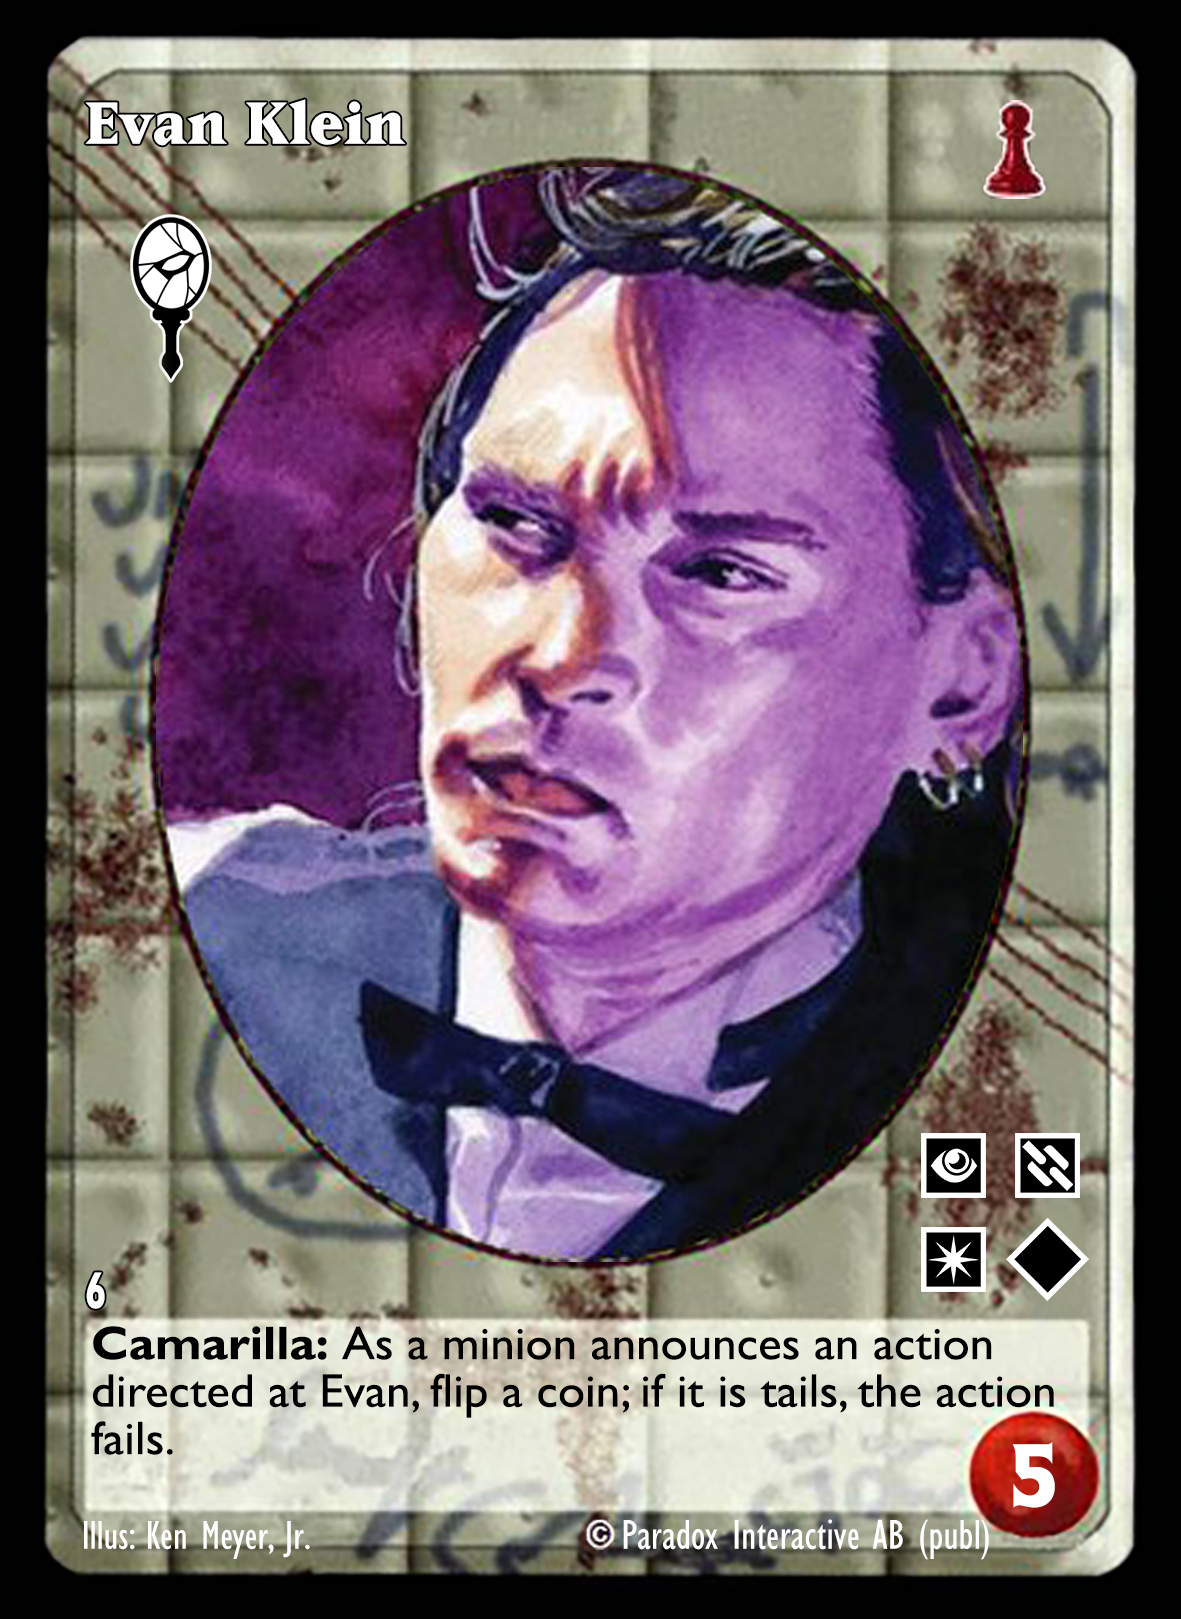 Evan Klein
6
Camarilla: As a minion announces an action
directed at Evan, flip a coin; if it is tails, the action
fails.
5
Illus: Ken Meyer, Jr.
© Paradox Interactive AB (publ)